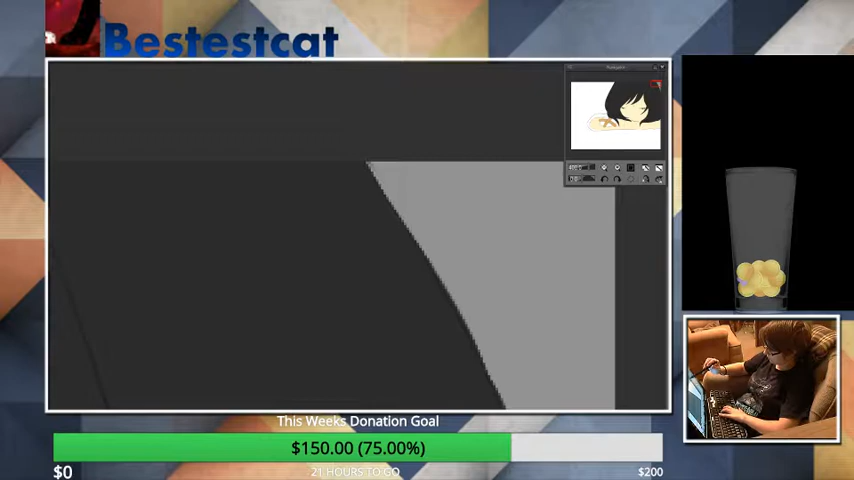 Bestestcat
This Weeks Donation Goal
$150.00 (75.00%)
$0
21 HOURS TO GO
$200